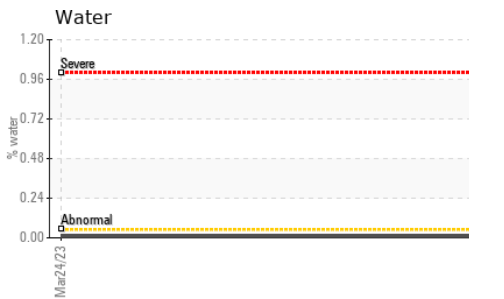 Water
1.20
Severe
0.96
0.72
% water
0.48
0.24
Abnormal
0.00
Mar24/23